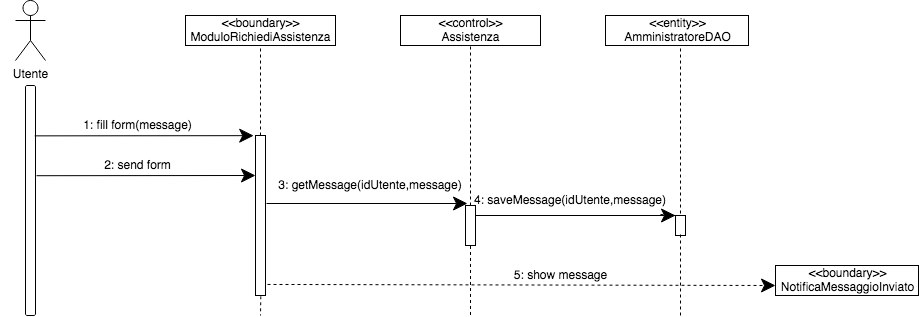 <<boundary>>
ModuloRichiediAssistenza
<<control>>
Assistenza
<<entity>>
AmministratoreDAO
Utente
1: fill form(message)
2: send form
3: getMessage(idUtente,message)
4: saveMessage(idUtente,message)
5: show message
<<boundary>>
NotificaMessaggioInviato